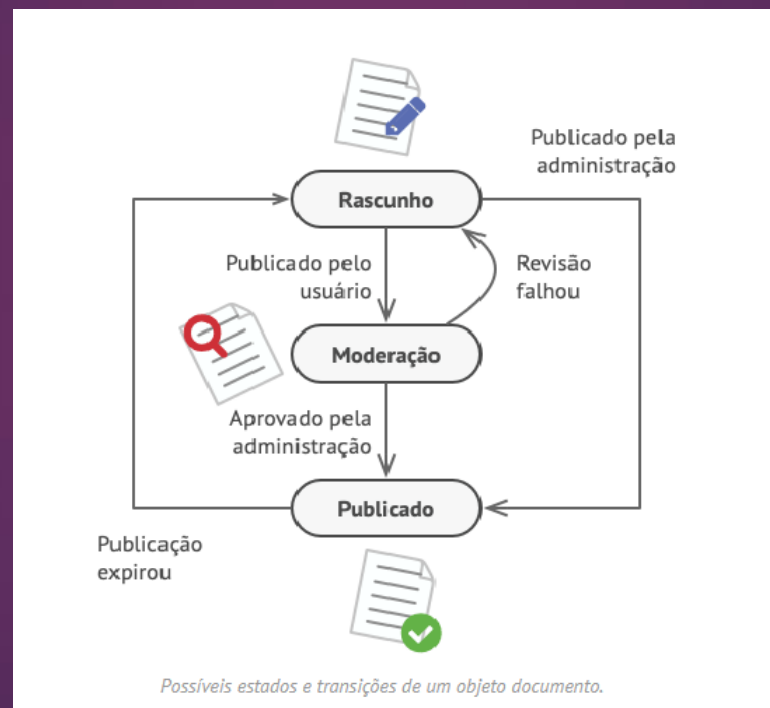 Publicado pela
administração
Rascunho
Publicado pelo
usuário
Revisão
falhou
Moderação
Aprovado pela
administração
Publicado
Publicação
expirou
Possíveis estados e transições de um objeto documento.